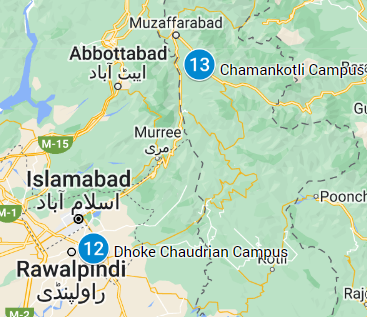 Muzaffarabad
Abbottabad
ایبٹ آباد
13
Chamankotli Campus
M-15
Murree
مری
Islamabad
اسلام آباد
M-1
Poonch
12
Dhoke Chaudrian Campus
Kotli
Rawalpindi
راولپنڈی
M-2